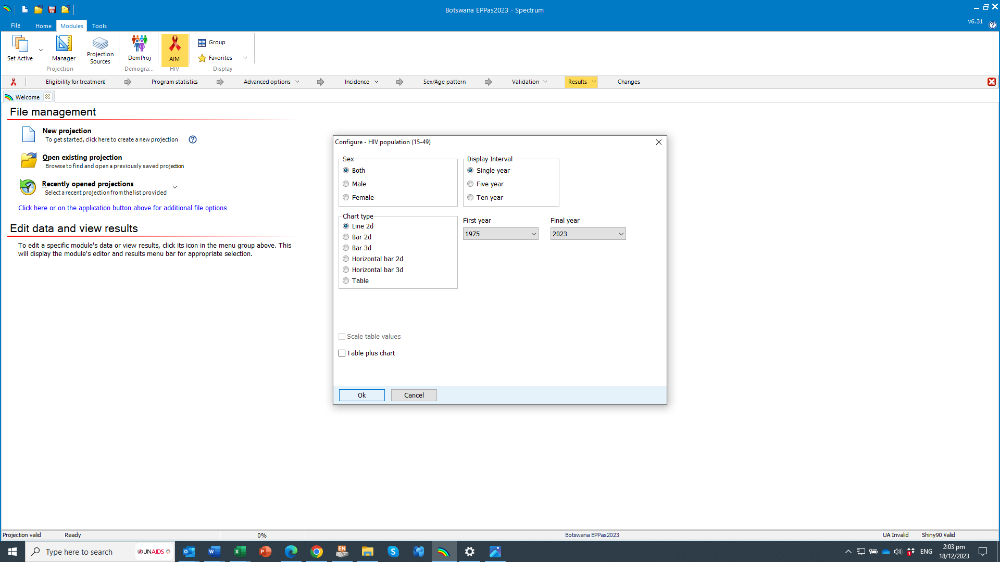 Botswana EPPas2023 - Spectrum
File
Home
Modules
Tools
v6.31
Set Active
Manager
Projection
Sources
DemProj
AIM
Group
Favorites
Projection
Demogra...
HIV
Display
Eligibility for treatment
Program statistics
Advanced options
Incidence
Sex/Age pattern
Validation
Results
Changes
Welcome
File management
New projection
To get started, click here to create a new projection
Open existing projection
Browse to find and open a previously saved projection
Recently opened projections
Select a recent projection from the list provided
Click here or on the application button above for additional file options
Edit data and view results
To edit a specific module's data or view results, click its icon in the menu group above. This
will display the module's editor and results menu bar for appropriate selection.
Configure - HIV population (15-49)
Sex
Both
Male
Female
Display Interval
Single year
Five year
Ten year
Chart type
Line 2d
Bar 2d
Bar 3d
Horizontal bar 2d
Horizontal bar 3d
Table
First year
1975
Final year
2023
Scale table values
Table plus chart
Ok
Cancel
Projection valid
Ready
0%
Botswana EPPas2023
UA Invalid
Shiny90 Valid
Type here to search
UNAIDS
EN
ENG
2:03 pm
18/12/2023